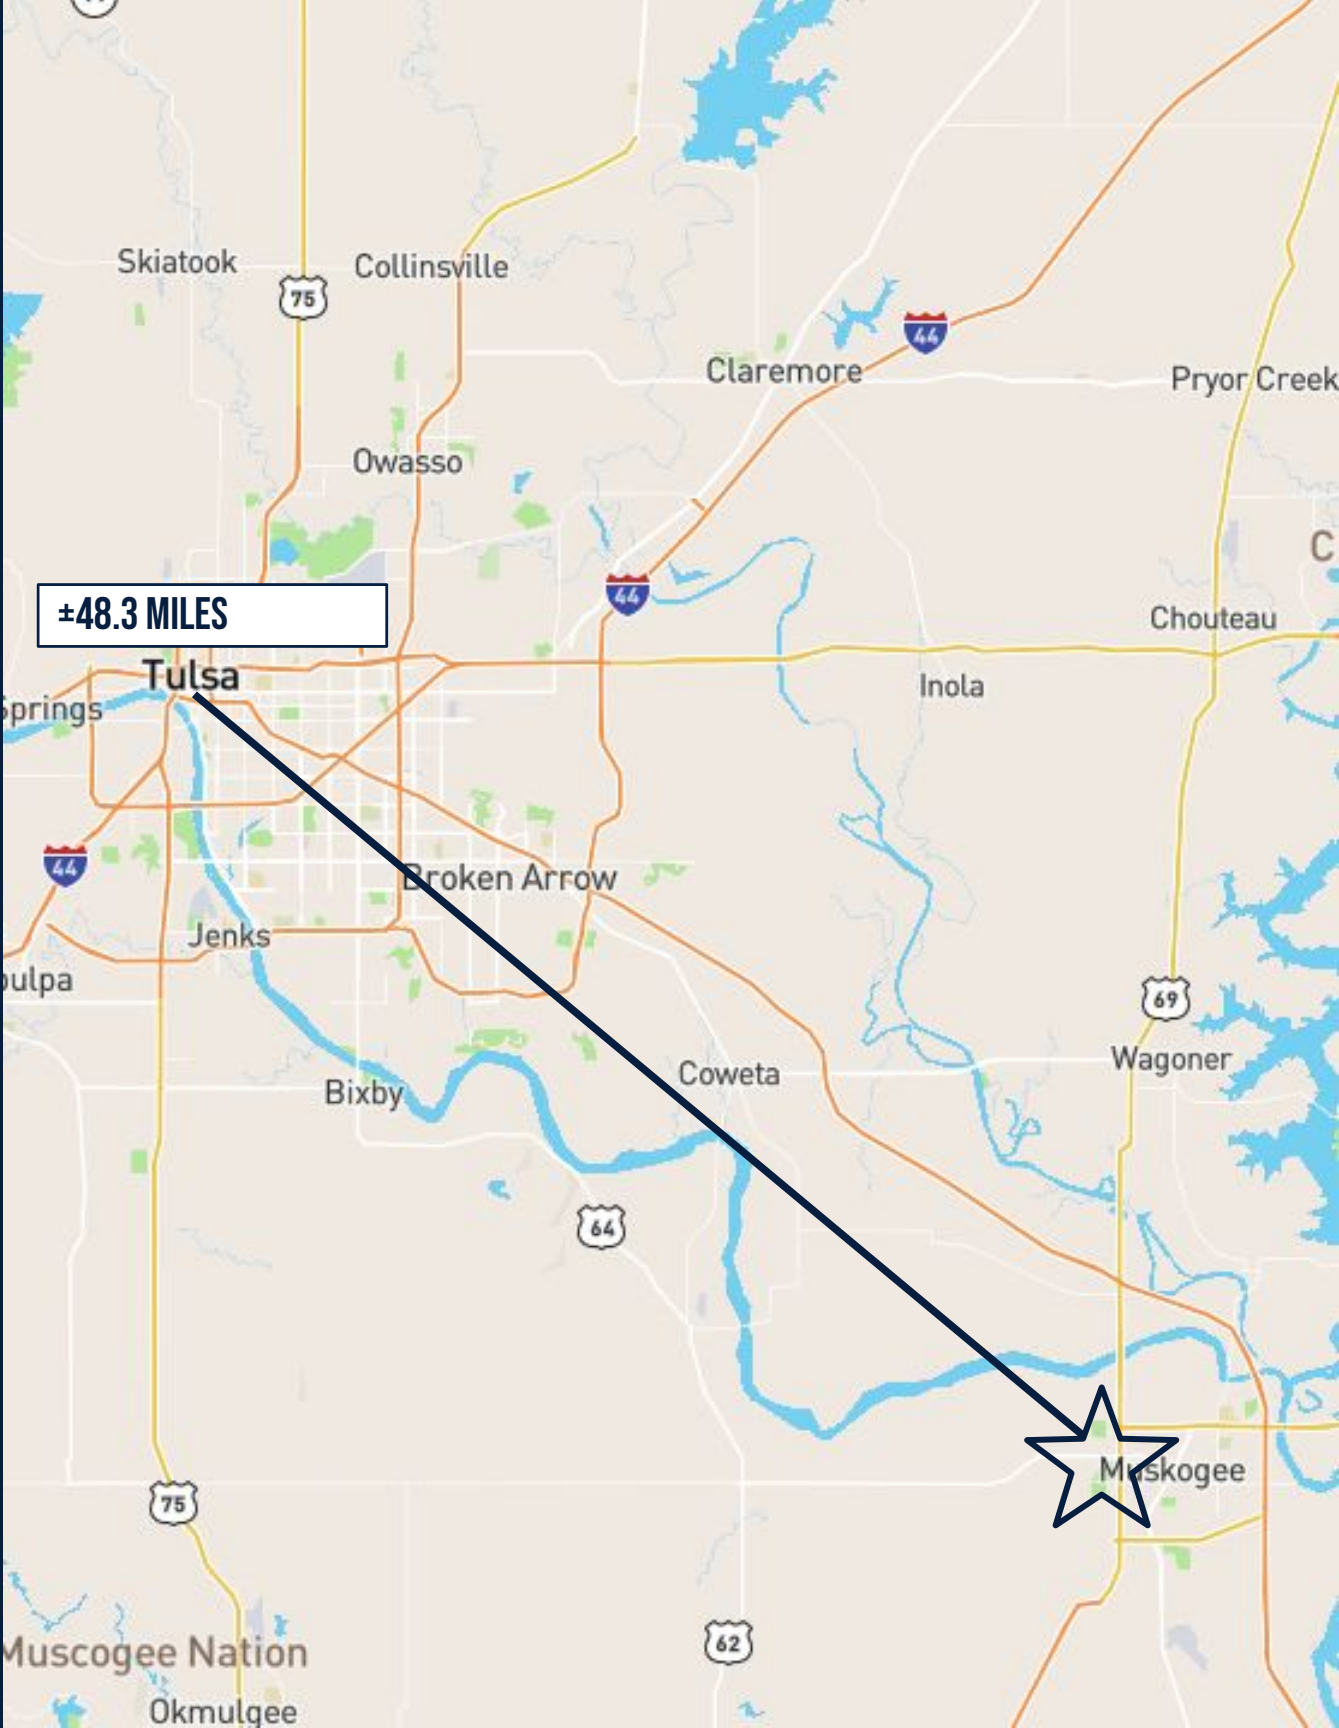 Skiatook
Collinsville
75
44
Claremore
Pryor Creek
Owasso
C
44
±48.3 MILES
Chouteau
Tulsa
Inola
Springs
44
Broken Arrow
Jenks
pulpa
69
Wagoner
Coweta
Bixby
64
Muskogee
75
Muscogee Nation
62
Okmulgee